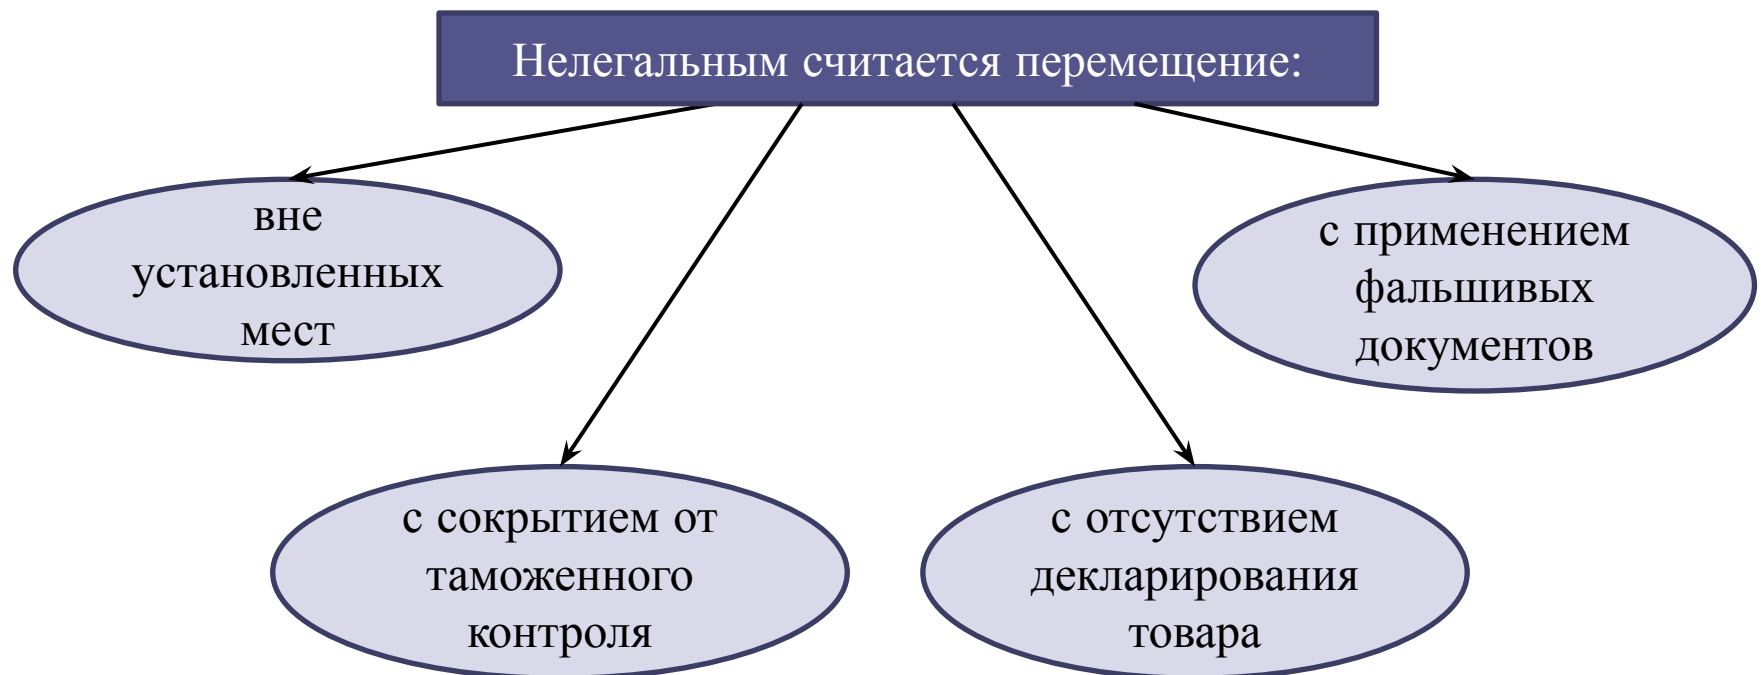 Нелегальным считается перемещение:
вне
установленных
мест
с применением
фальшивых
документов
с сокрытием от
таможенного
контроля
с отсутствием
декларирования
товара